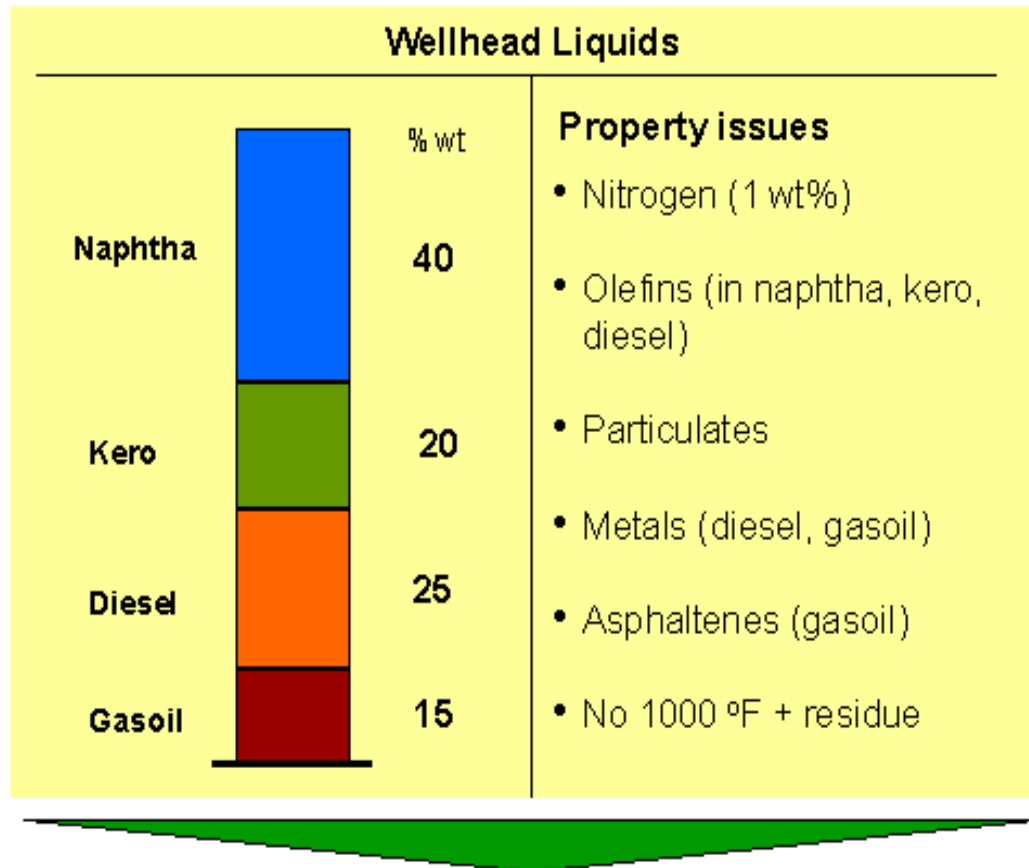 Wellhead Liquids
% wt
Naphtha
40
Kero
20
Diesel
25
Gasoil
15
Property issues
• Nitrogen (1 wt%)
• Olefins (in naphtha, kero,
diesel)
• Particulates
• Metals (diesel, gasoil)
• Asphaltenes (gasoil)
• No 1000 ºF + residue